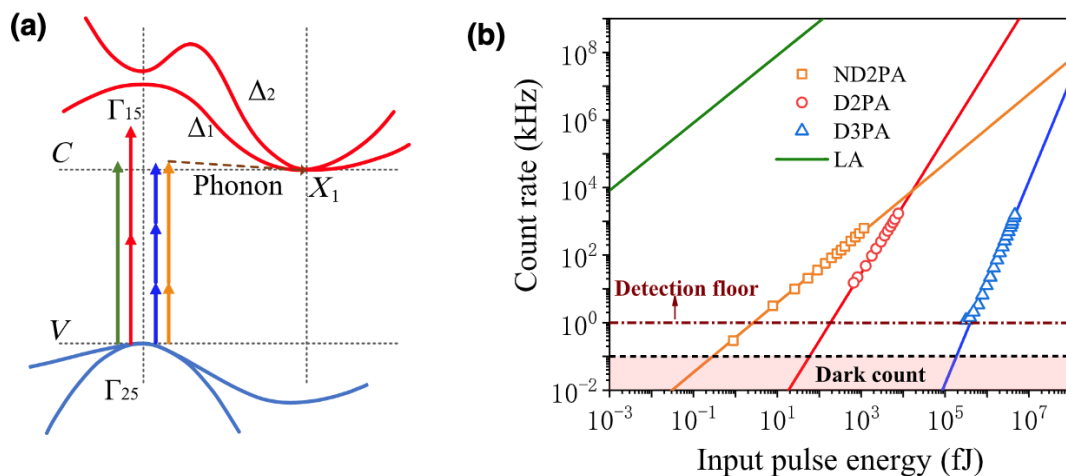 (a)
Γ15
Δ2
Δ1
C
Phonon
X1
V
Γ25
(b)
Count rate (kHz)
10^8
10^6
10^4
10^2
10^0
10^-2
ND2PA
D2PA
D3PA
LA
Detection floor
Dark count
10^-3
10^-1
10^1
10^3
10^5
10^7
Input pulse energy (fJ)